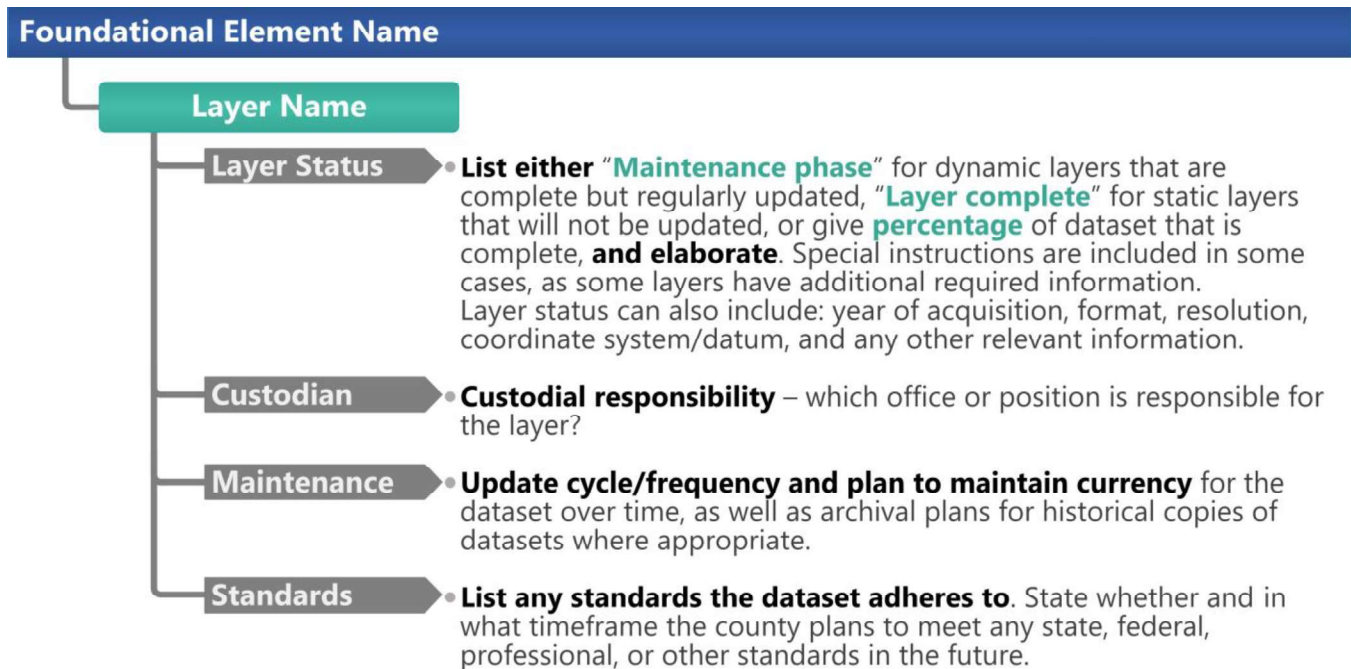 Foundational Element Name
Layer Name
Layer Status
List either “Maintenance phase” for dynamic layers that are
complete but regularly updated, “Layer complete” for static layers
that will not be updated, or give percentage of dataset that is
complete, and elaborate. Special instructions are included in some
cases, as some layers have additional required information.
Layer status can also include: year of acquisition, format, resolution,
coordinate system/datum, and any other relevant information.
Custodian
Custodial responsibility – which office or position is responsible for
the layer?
Maintenance
Update cycle/frequency and plan to maintain currency for the
dataset over time, as well as archival plans for historical copies of
datasets where appropriate.
Standards
List any standards the dataset adheres to. State whether and in
what timeframe the county plans to meet any state, federal,
professional, or other standards in the future.